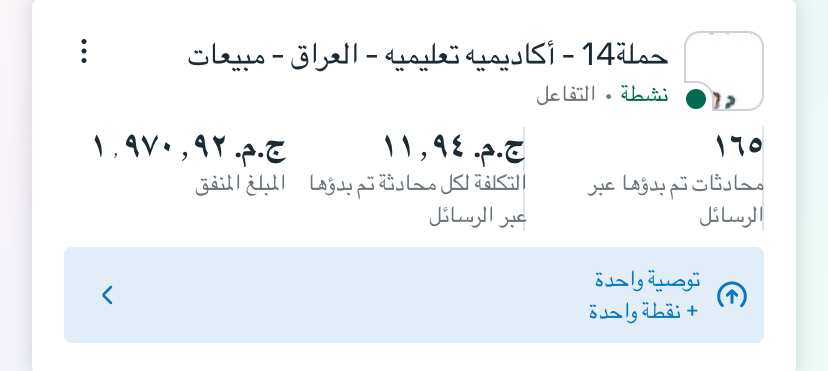 حملة14 - أكاديميه تعليميه - العراق - مبيعات
نشطة • التفاعل
١٦٥
محادثات تم بدؤها عبر
الرسائل
ج.م. ١١,٩٤
التكلفة لكل محادثة تم بدؤها
عبر الرسائل
ج.م. ١,٩٧٠,٩٢
المبلغ المنفق
توصية واحدة
+ نقطة واحدة